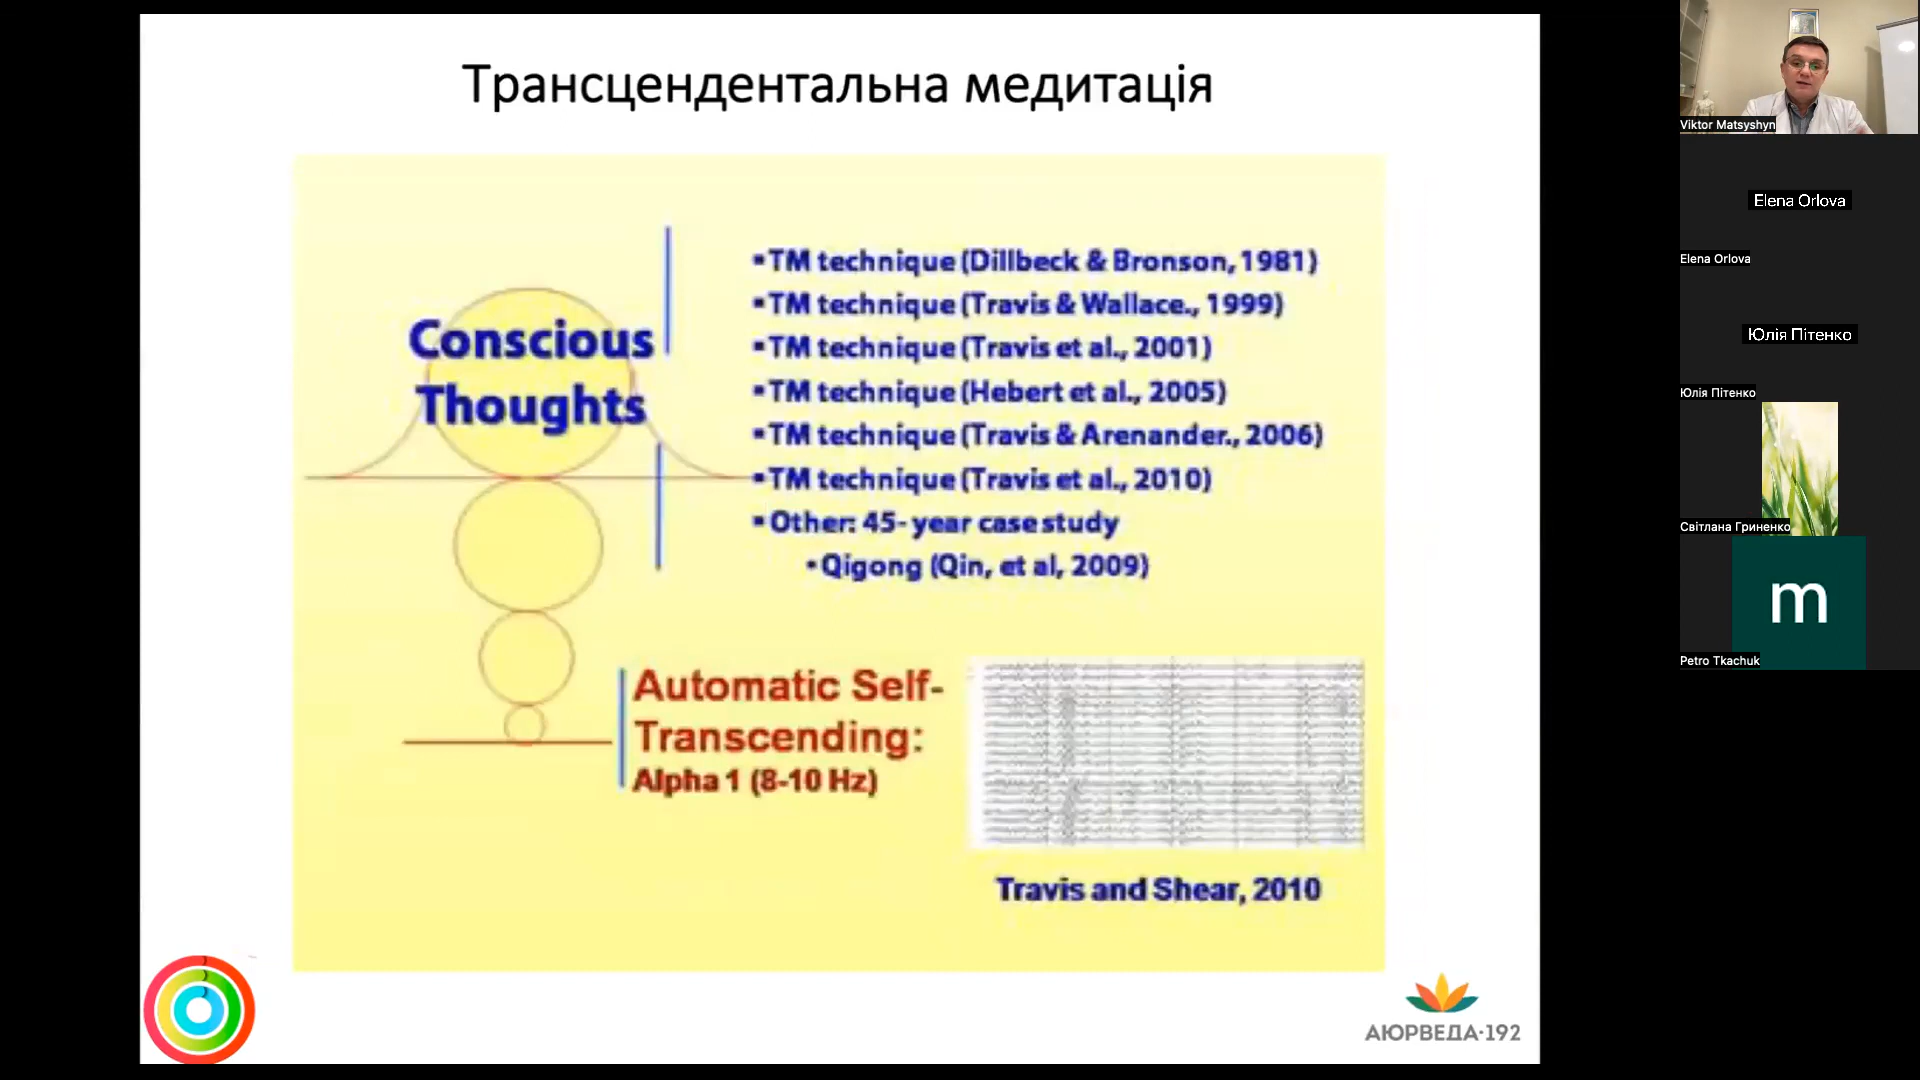 Трансцендентальна медитація
Conscious
Thoughts
▪TM technique (Dillbeck & Bronson, 1981)
▪TM technique (Travis & Wallace., 1999)
▪TM technique (Travis et al., 2001)
▪TM technique (Hebert et al., 2005)
▪TM technique (Travis & Arenander., 2006)
▪TM technique (Travis et al., 2010)
▪Other: 45- year case study
▪Qigong (Qin, et al, 2009)
Automatic Self-
Transcending:
Alpha 1 (8-10 Hz)
Travis and Shear, 2010
АЮРВЕДА·192
Viktor Matsyshyn
Elena Orlova
Elena Orlova
Юлія Пітенко
Юлія Пітенко
Світлана Гриненко
m
Petro Tkachuk